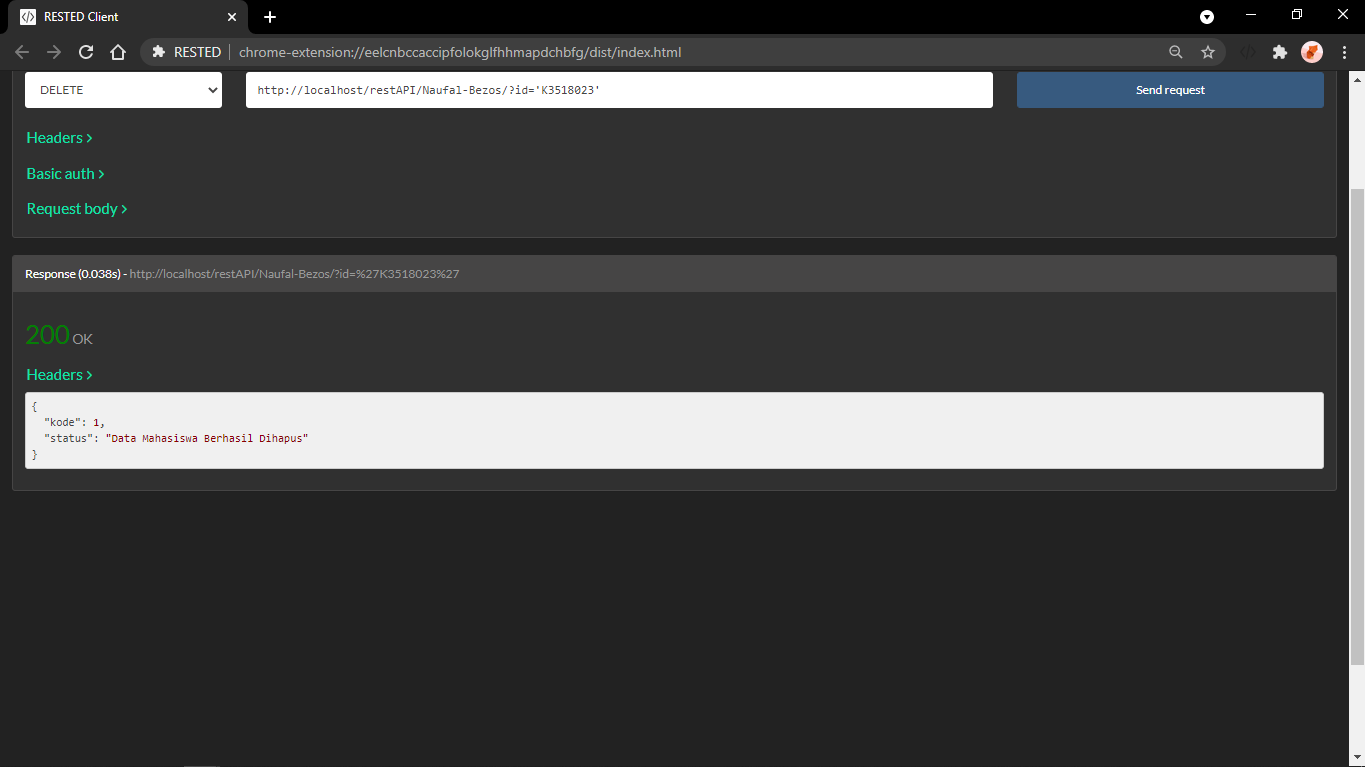 RESTED Client
RESTED chrome-extension://eelcnbccaccipfolokglfhhmapdchbfg/dist/index.html
DELETE http://localhost/restAPI/Naufal-Bezos/?id='K3518023' Send request
Headers >
Basic auth >
Request body >
Response (0.038s) - http://localhost/restAPI/Naufal-Bezos/?id=%27K3518023%27
200 OK
Headers >
{
"kode": 1,
"status": "Data Mahasiswa Berhasil Dihapus"
}